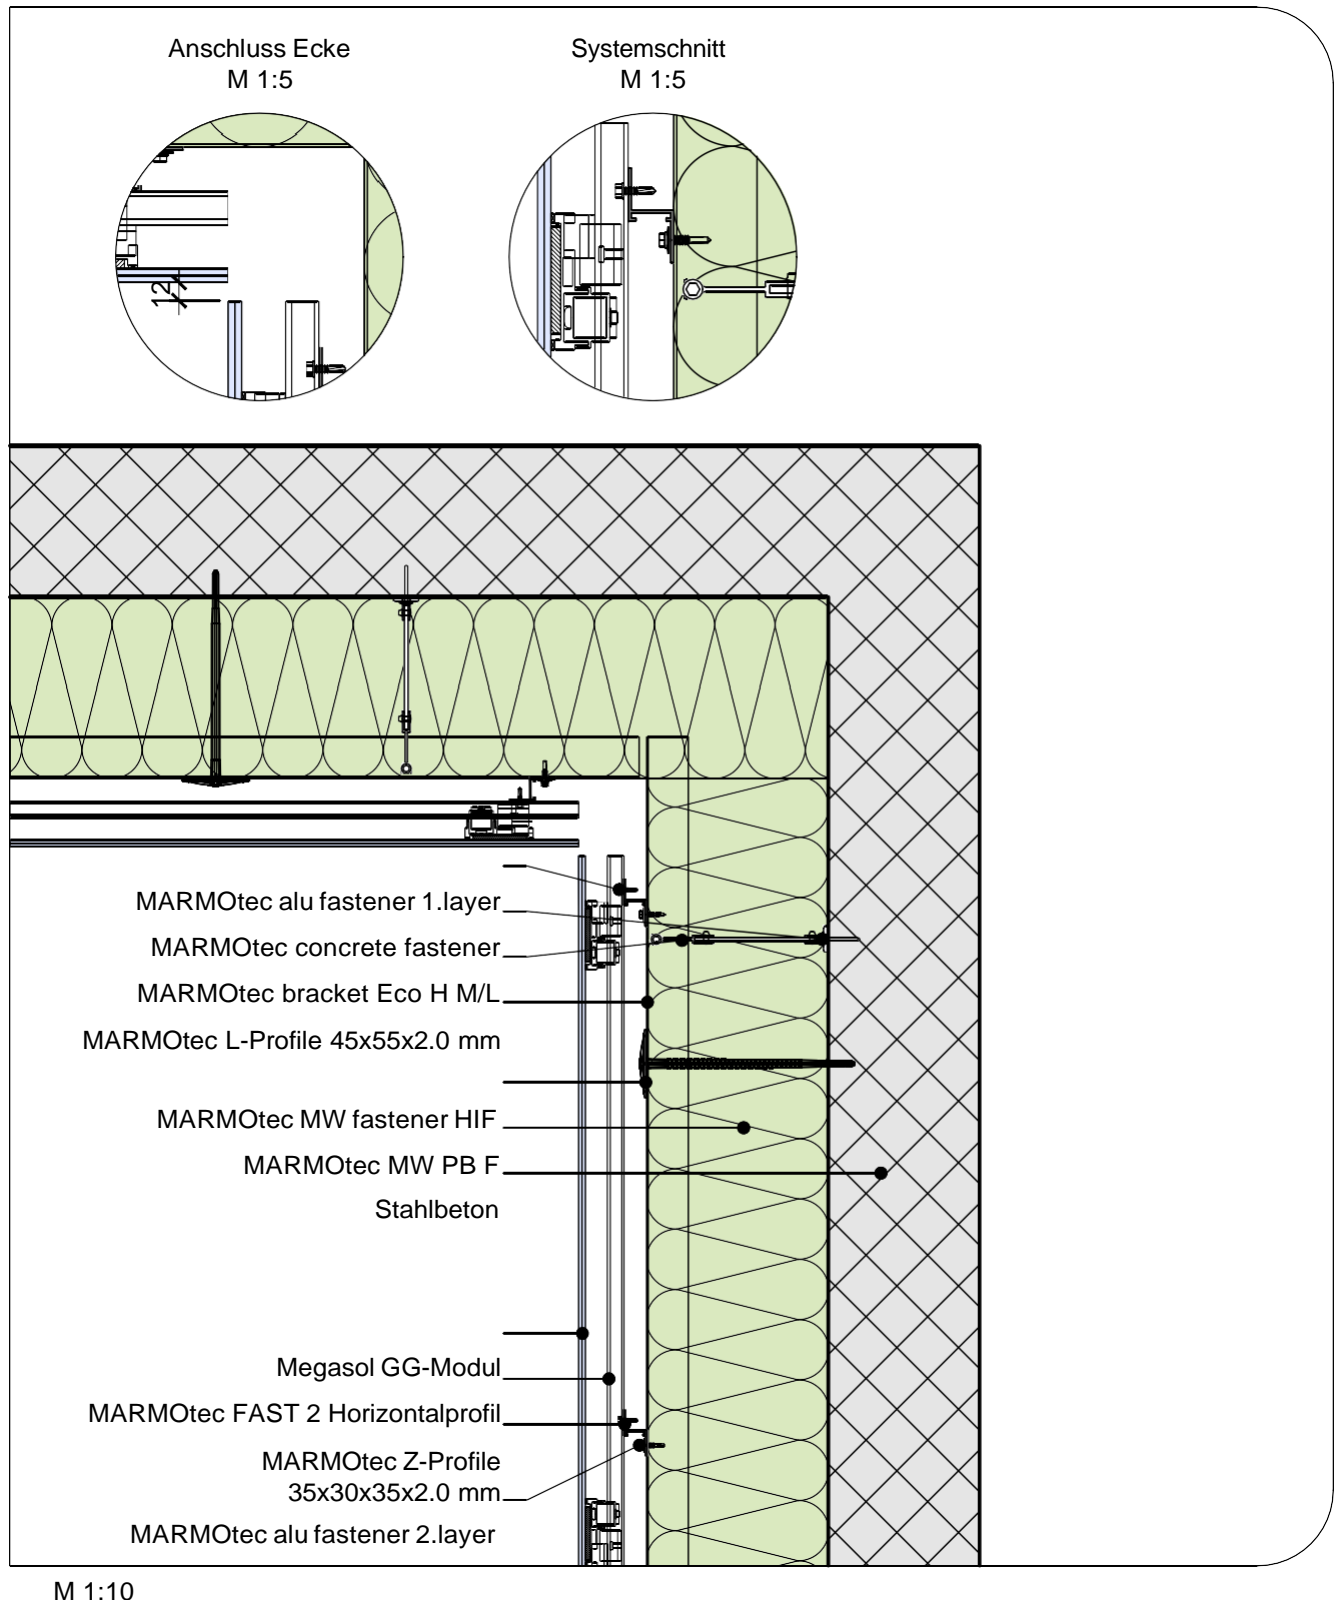 Anschluss Ecke
M 1:5
Systemschnitt
M 1:5
12
MARMOtec alu fastener 1.layer
MARMOtec concrete fastener
MARMOtec bracket Eco H M/L
MARMOtec L-Profile 45x55x2.0 mm
MARMOtec MW fastener HIF
MARMOtec MW PB F
Stahlbeton
Megasol GG-Modul
MARMOtec FAST 2 Horizontalprofil
MARMOtec Z-Profile
35x30x35x2.0 mm
MARMOtec alu fastener 2.layer
M 1:10